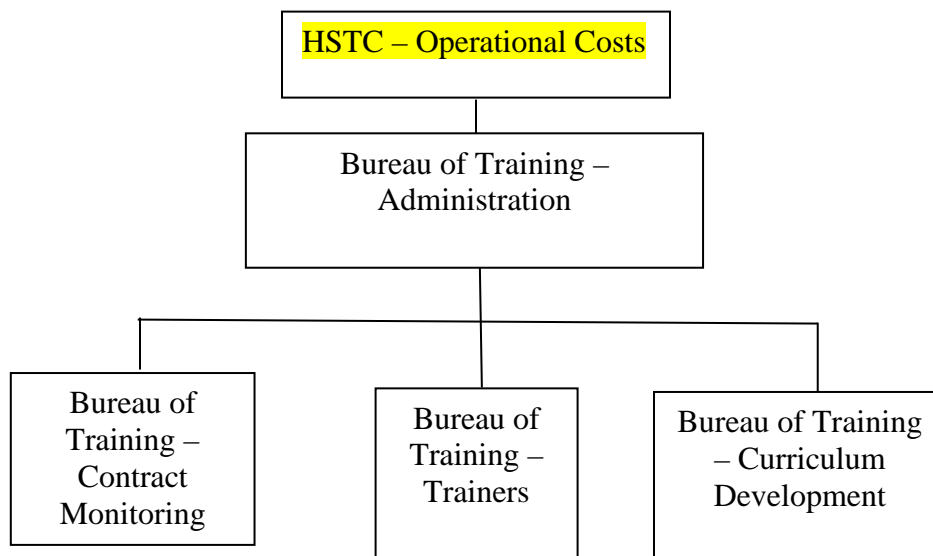 HSTC – Operational Costs
Bureau of Training –
Administration
Bureau of
Training –
Contract
Monitoring
Bureau of
Training –
Trainers
Bureau of Training
– Curriculum
Development